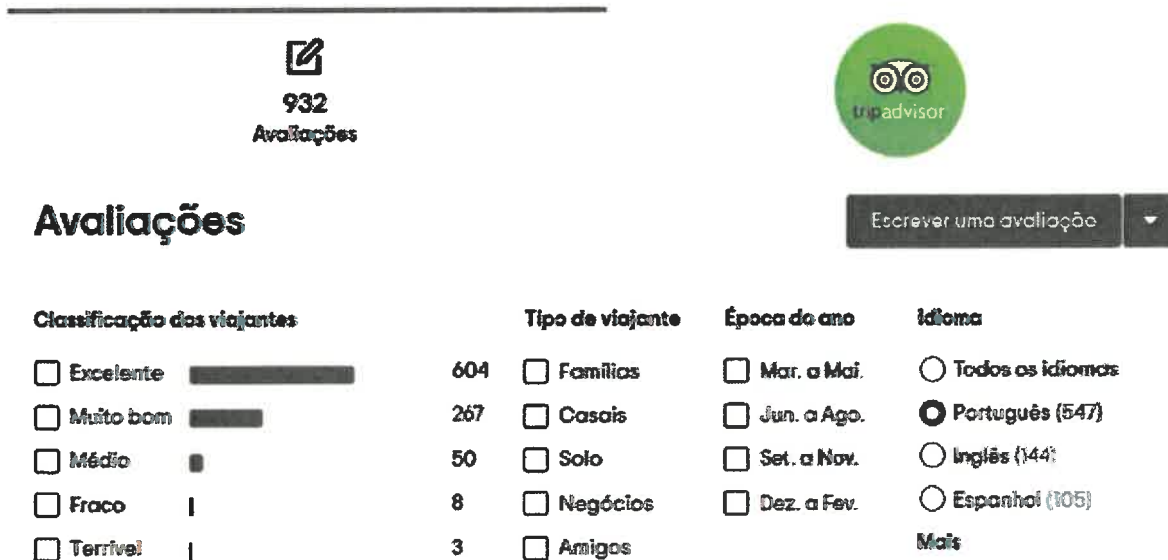 932
Avaliações
tripadvisor
Avaliações
Escrever uma avaliação
Classificação dos viajantes
Excelente 604
Muito bom 267
Médio 50
Fraco 8
Terrível 3
Tipo de viajante
Famílias
Casais
Solo
Negócios
Amigos
Época do ano
Mar. a Mai.
Jun. a Ago.
Set. a Nov.
Dez. a Fev.
Idioma
Todos os idiomas
Português (547)
Inglês (144)
Espanhol (105)
Mais